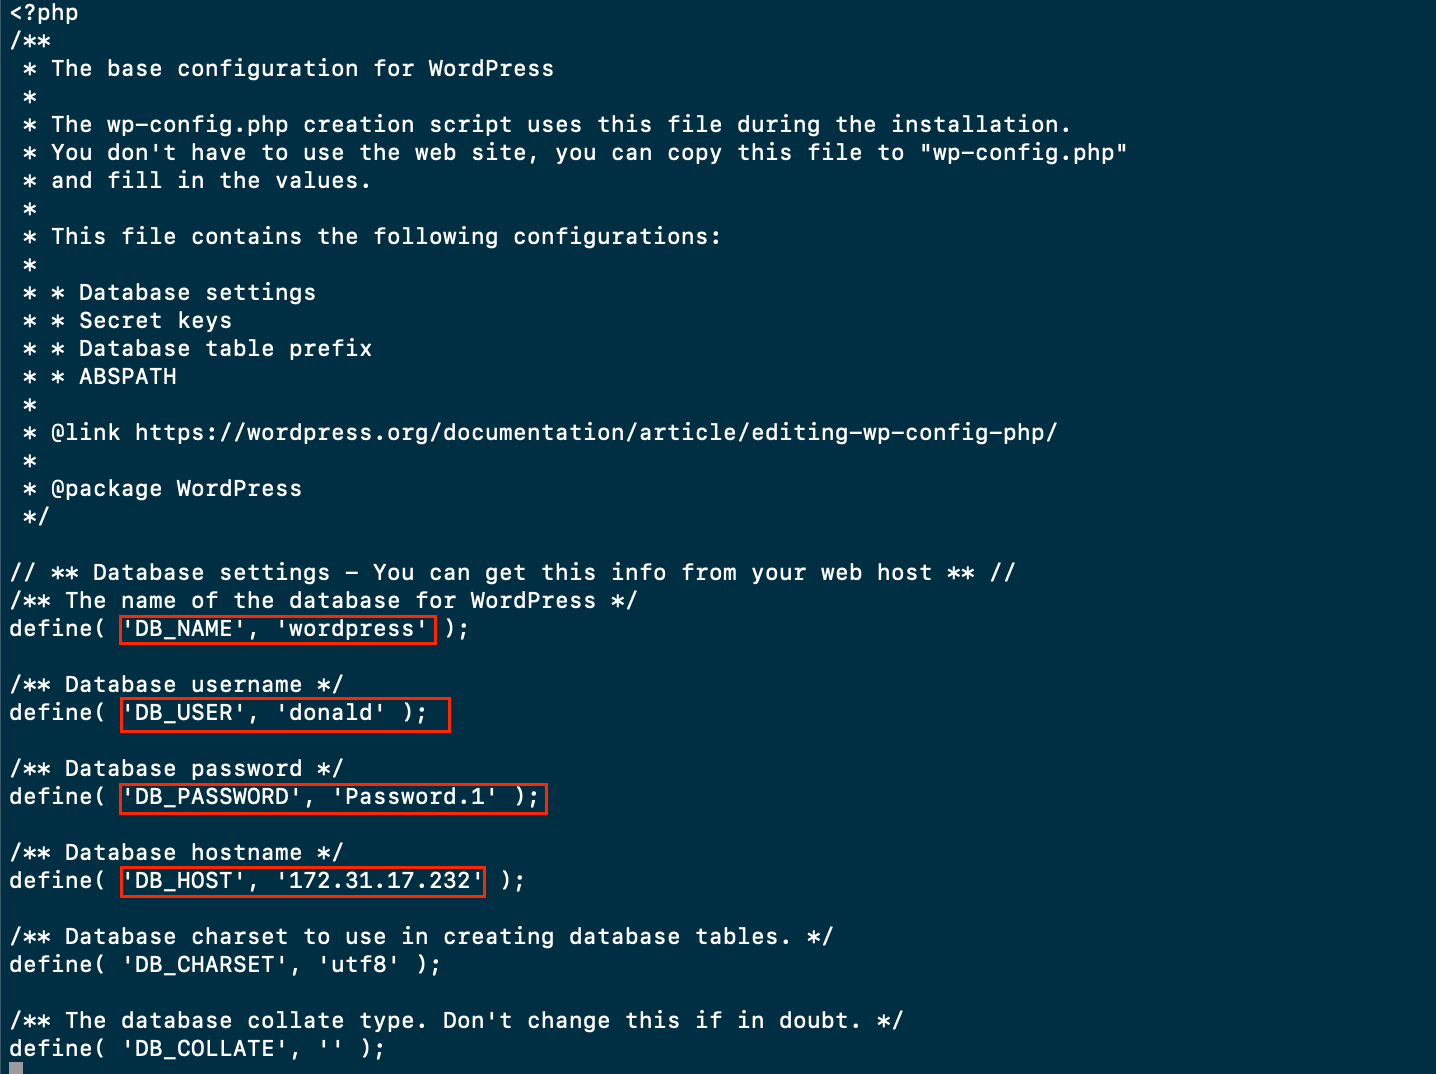 <?php
/**
 * The base configuration for WordPress
 *
 * The wp-config.php creation script uses this file during the installation.
 * You don't have to use the web site, you can copy this file to "wp-config.php"
 * and fill in the values.
 *
 * This file contains the following configurations:
 *
 * * Database settings
 * * Secret keys
 * * Database table prefix
 * * ABSPATH
 *
 * @link https://wordpress.org/documentation/article/editing-wp-config-php/
 *
 * @package WordPress
 */

// ** Database settings - You can get this info from your web host ** //
/** The name of the database for WordPress */
define( 'DB_NAME', 'wordpress' );

/** Database username */
define( 'DB_USER', 'donald' );

/** Database password */
define( 'DB_PASSWORD', 'Password.1' );

/** Database hostname */
define( 'DB_HOST', '172.31.17.232' );

/** Database charset to use in creating database tables. */
define( 'DB_CHARSET', 'utf8' );

/** The database collate type. Don't change this if in doubt. */
define( 'DB_COLLATE', '' );